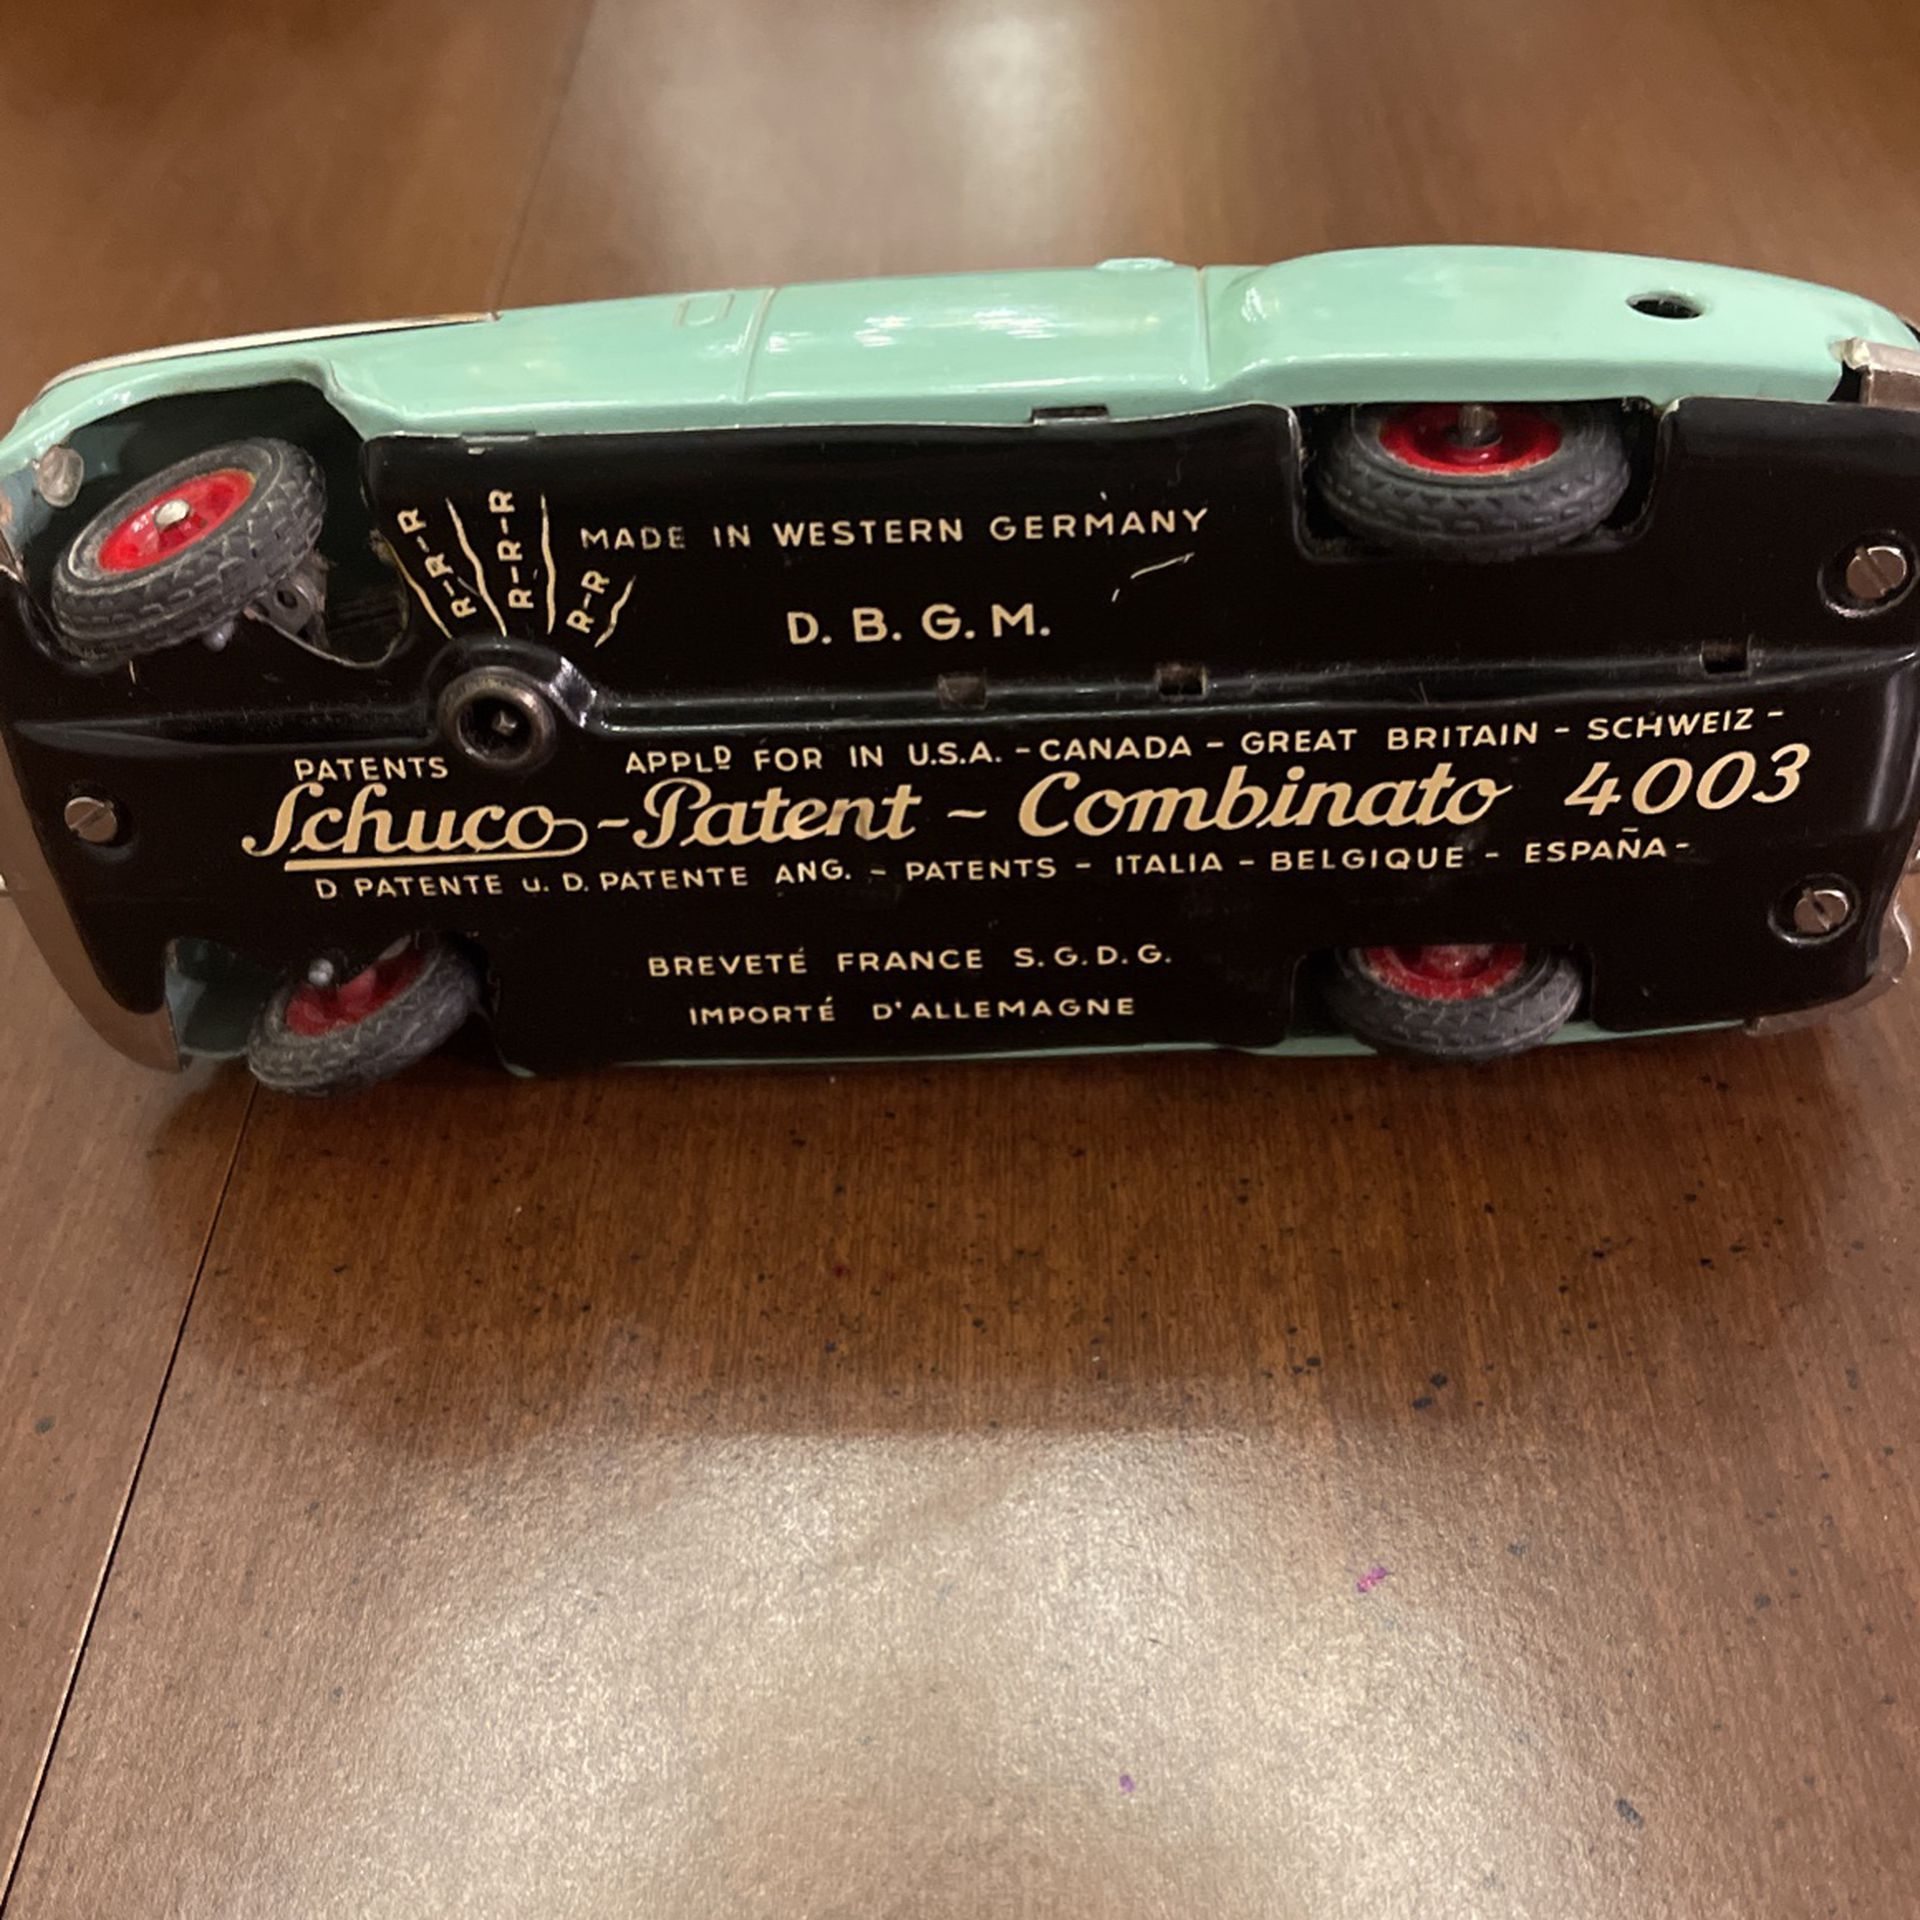 R-R-R
R-R-R
R-R
MADE IN WESTERN GERMANY
D. B. G. M.
PATENTS APPLD FOR IN U.S.A. - CANADA - GREAT BRITAIN - SCHWEIZ -
Schuco - Patent ~ Combinato 4003
D PATENTE u. D. PATENTE ANG. - PATENTS - ITALIA - BELGIQUE - ESPAÑA -
BREVETÉ FRANCE S. G. D. G.
IMPORTÉ D'ALLEMAGNE